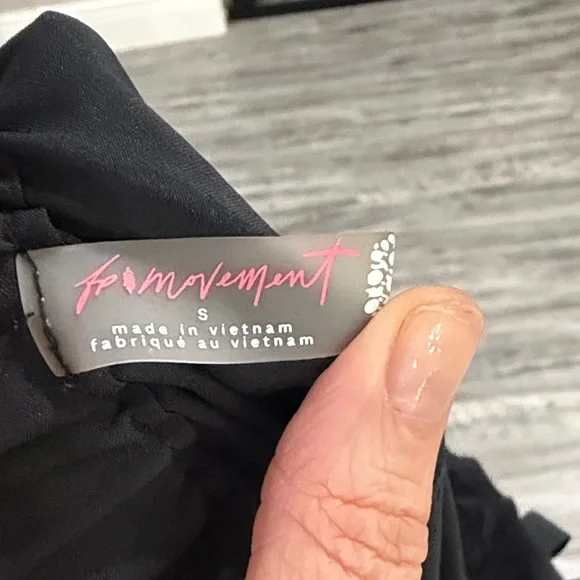 fp movement
S
made in vietnam
fabriqué au vietnam